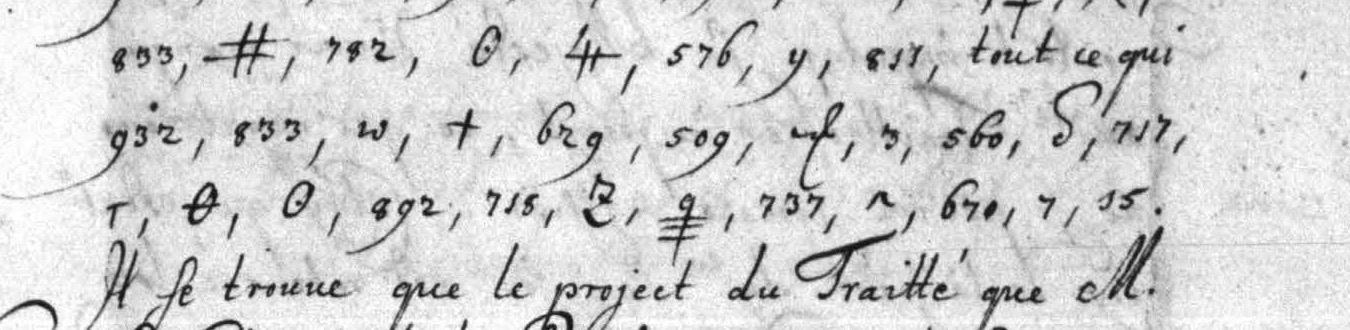 833, #, 782, θ, 4, 576, y, 811, tout ce qui
932, 833, w, +, 629, 509, 3, 560, δ, 717,
τ, θ, θ, 892, 718, Z, q, 737, 670, 7, 15.
Il se trouue que le project du Traitté que M.